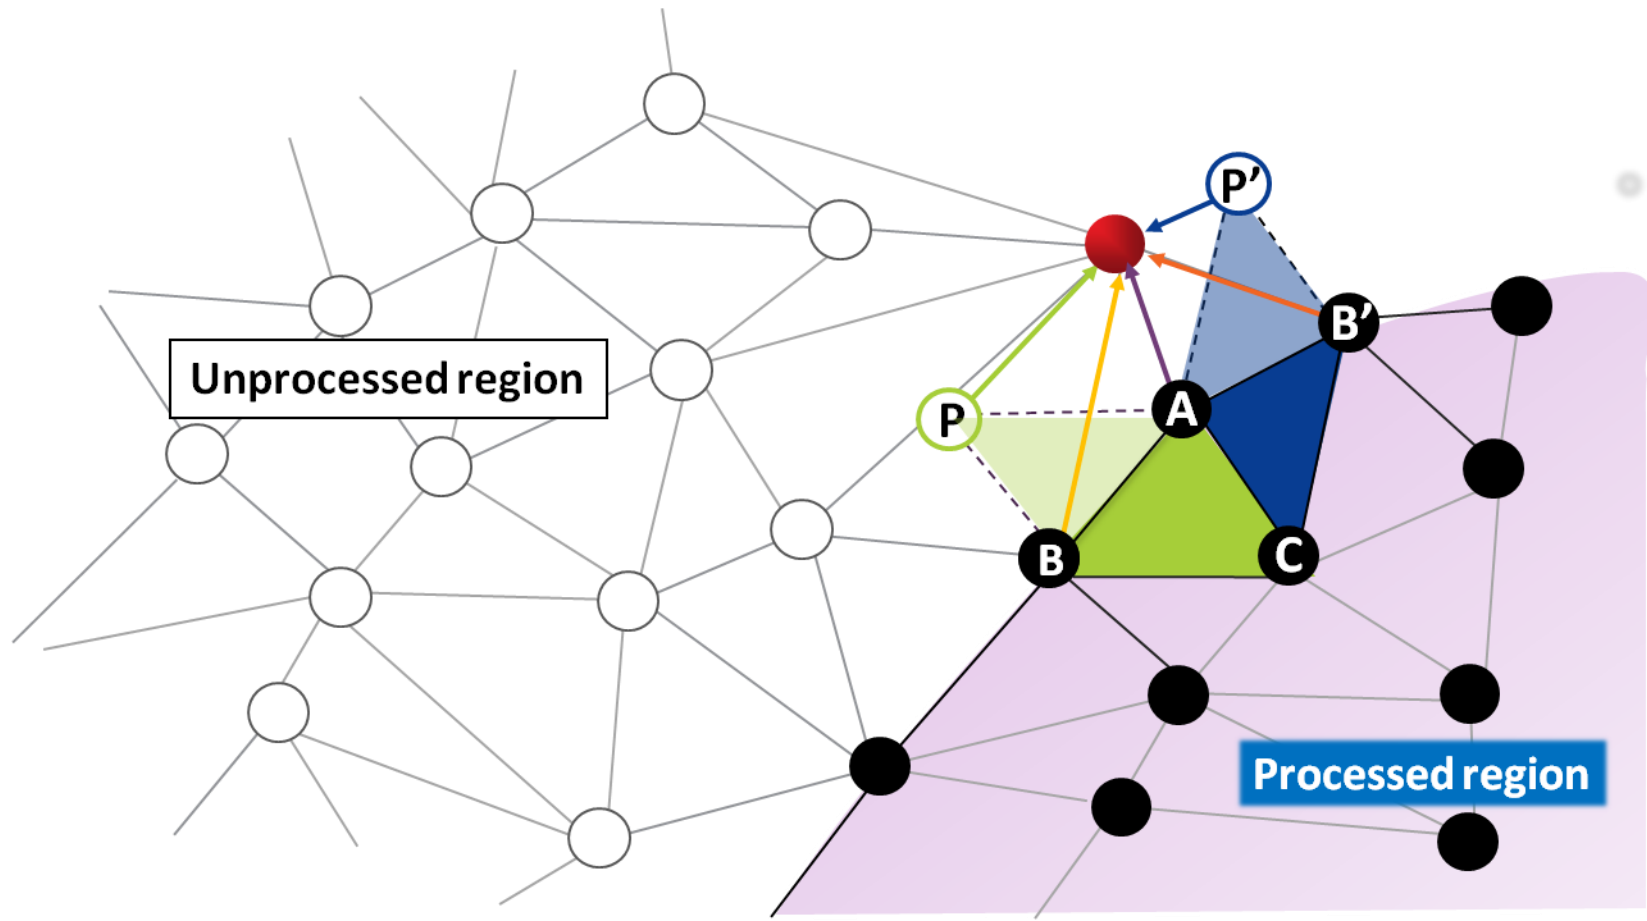 P’
B’
Unprocessed region
A
P
B
C
Processed region